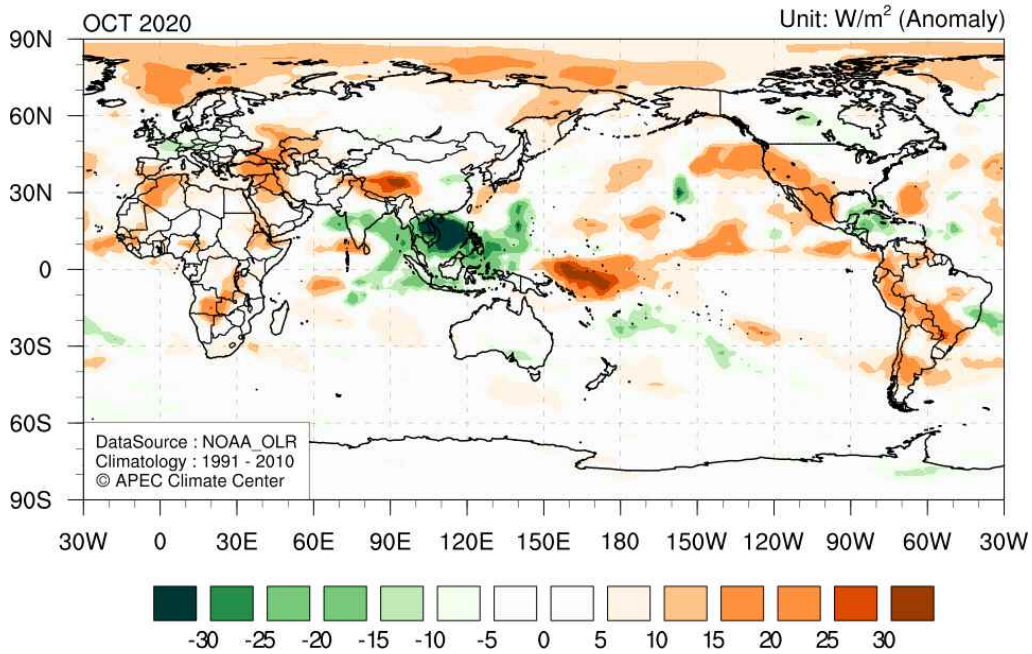 OCT 2020
Unit: W/m² (Anomaly)
90N
60N
30N
0
30S
60S
90S
DataSource : NOAA_OLR
Climatology : 1991 - 2010
© APEC Climate Center
30W 0 30E 60E 90E 120E 150E 180 150W 120W 90W 60W 30W
-30 -25 -20 -15 -10 -5 0 5 10 15 20 25 30